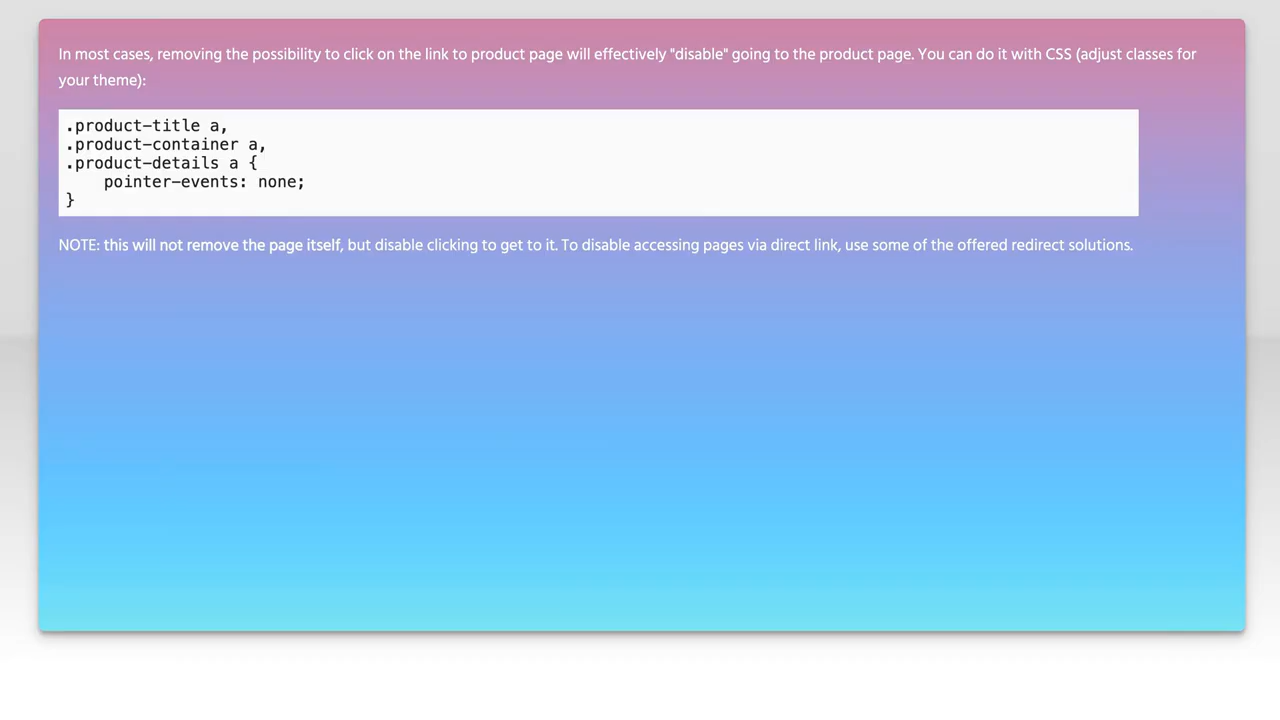 In most cases, removing the possibility to click on the link to product page will effectively "disable" going to the product page. You can do it with CSS (adjust classes for
your theme):
.product-title a,
.product-container a,
.product-details a {
    pointer-events: none;
}
NOTE: this will not remove the page itself, but disable clicking to get to it. To disable accessing pages via direct link, use some of the offered redirect solutions.